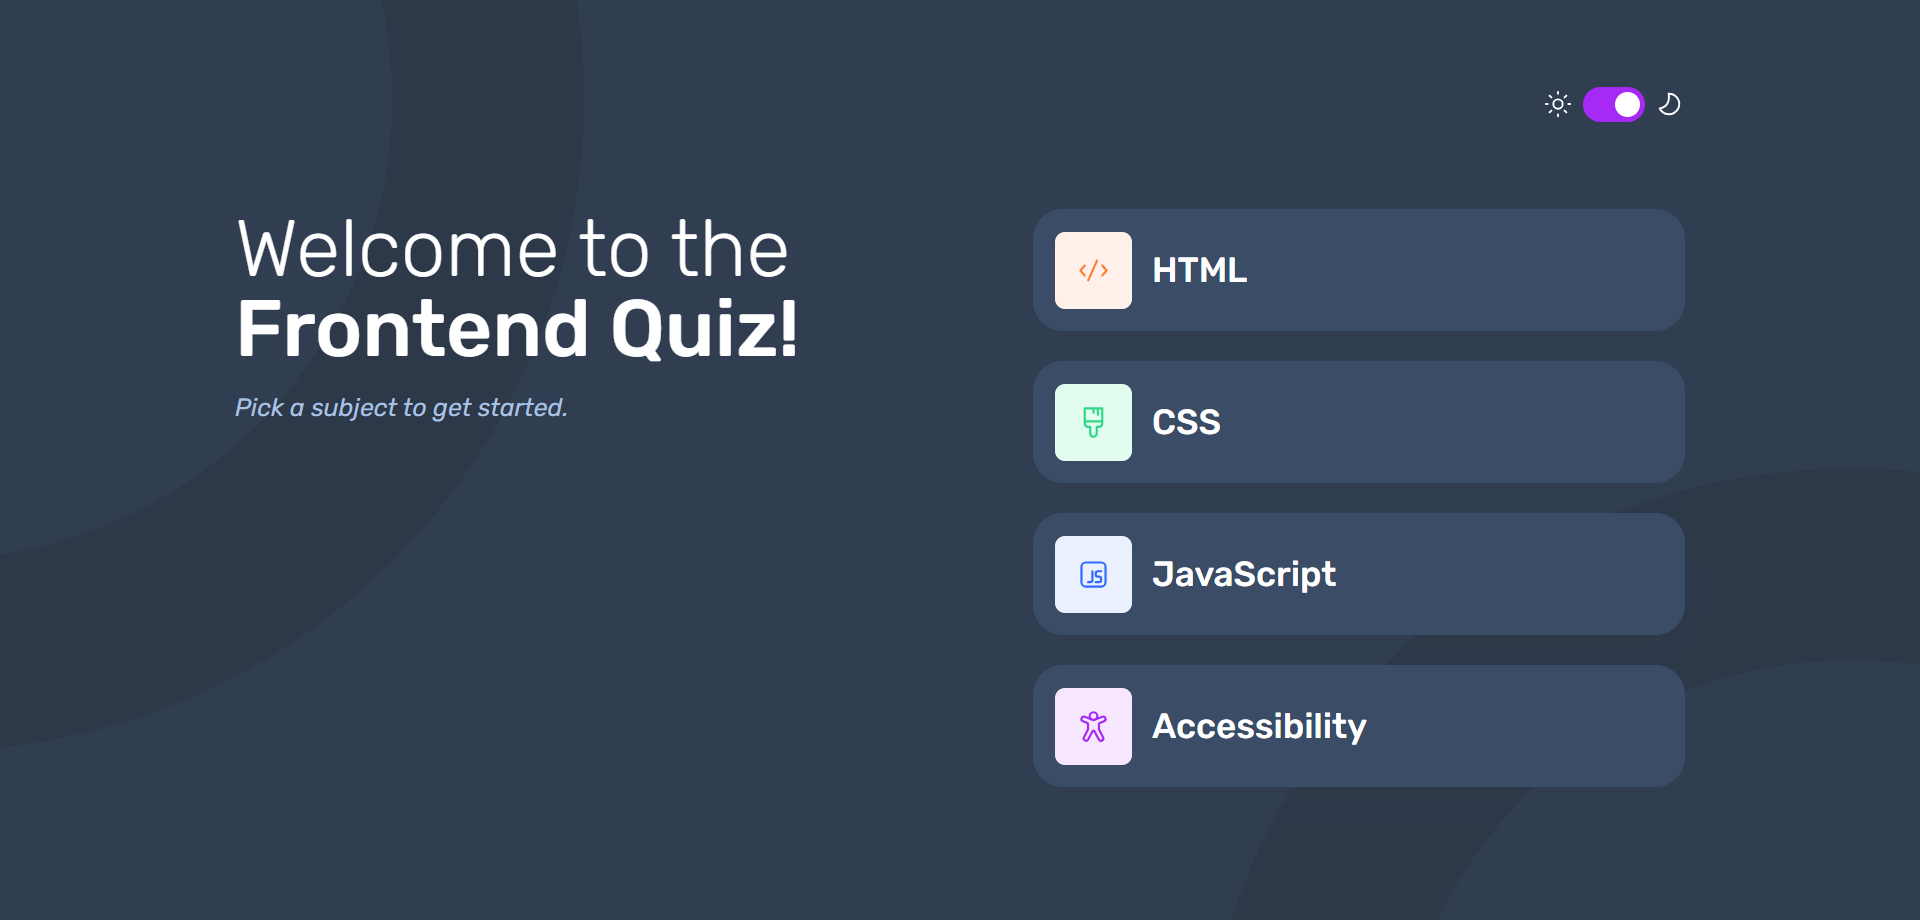 Welcome to the
Frontend Quiz!
Pick a subject to get started.
HTML
CSS
JS
JavaScript
Accessibility